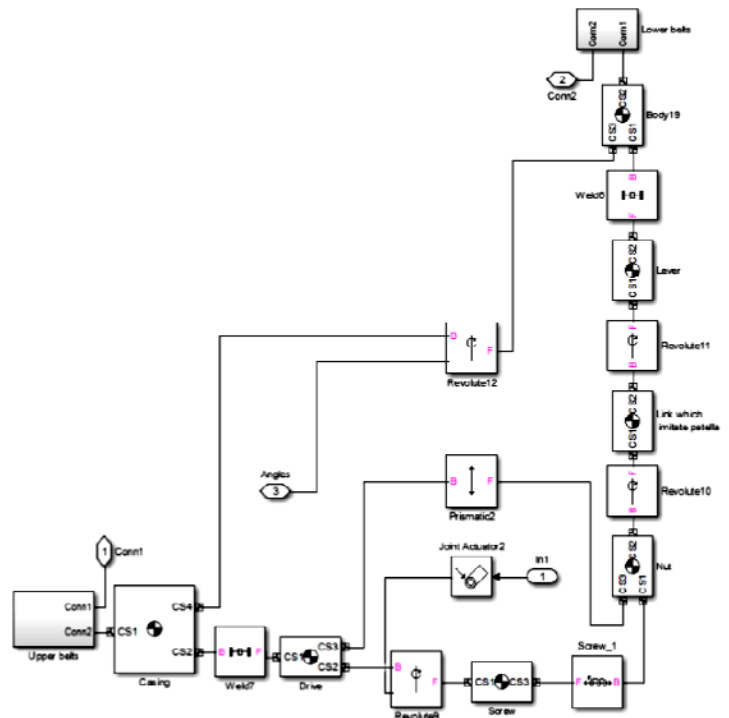 Conn2
Conn1
Lower belts
2
Conn2
CS2
Body19
CS3
CS1
B
Weld6
F
CS2
Lever
CS1
F
Revolute11
B
CS2
Link which
imitate patella
CS1
F
Revolute10
B
CS2
Nut
CS3
CS1
B
F
Revolute12
Angles
3
B
F
Prismatic2
Joint Actuator2
In1
1
1
Conn1
Conn1
Conn2
Upper belts
CS1
CS4
CS2
Casing
B
F
Weld7
CS1
CS3
CS2
Drive
B
F
Revolute9
CS1
CS3
Screw
Screw_1
F
B